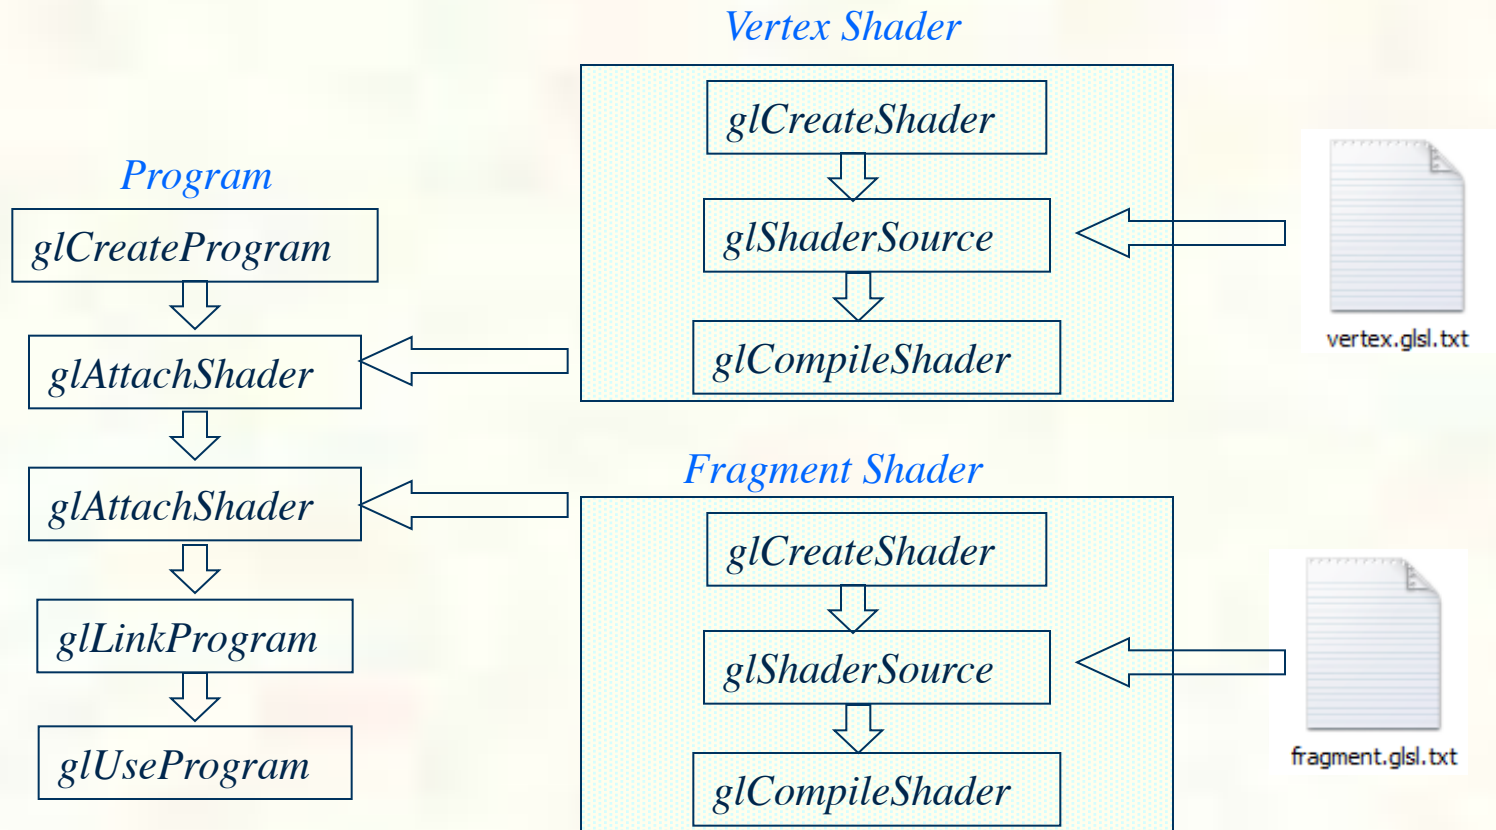 Vertex Shader
glCreateShader
glShaderSource
glCompileShader
vertex.glsl.txt
Program
glCreateProgram
glAttachShader
glAttachShader
glLinkProgram
glUseProgram
Fragment Shader
glCreateShader
glShaderSource
glCompileShader
fragment.glsl.txt